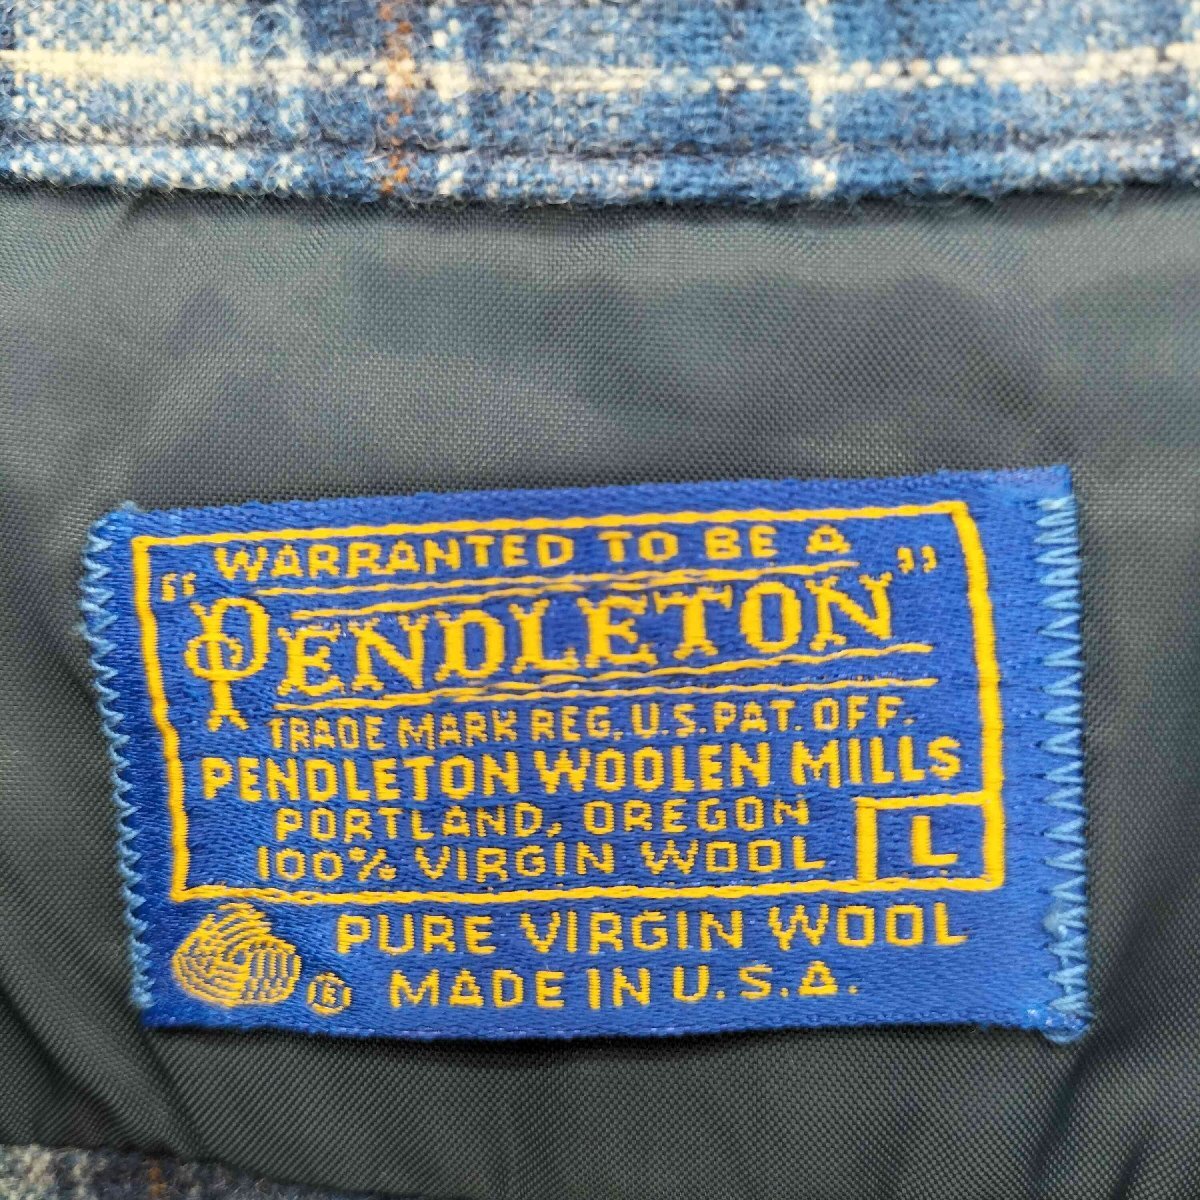 WARRANTED TO BE A
"PENDLETON"
TRADE MARK REG. U.S. PAT. OFF.
PENDLETON WOOLEN MILLS
PORTLAND, OREGON
100% VIRGIN WOOL L
PURE VIRGIN WOOL
® MADE IN U.S.A.